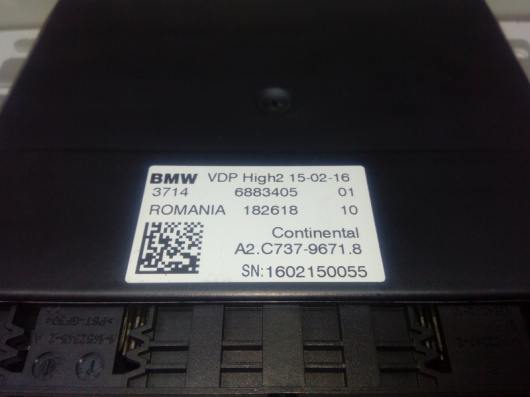 BMW VDP High2 15-02-16
3714 6883405 01
ROMANIA 182618 10
Continental
A2.C737-9671.8
SN:1602150055